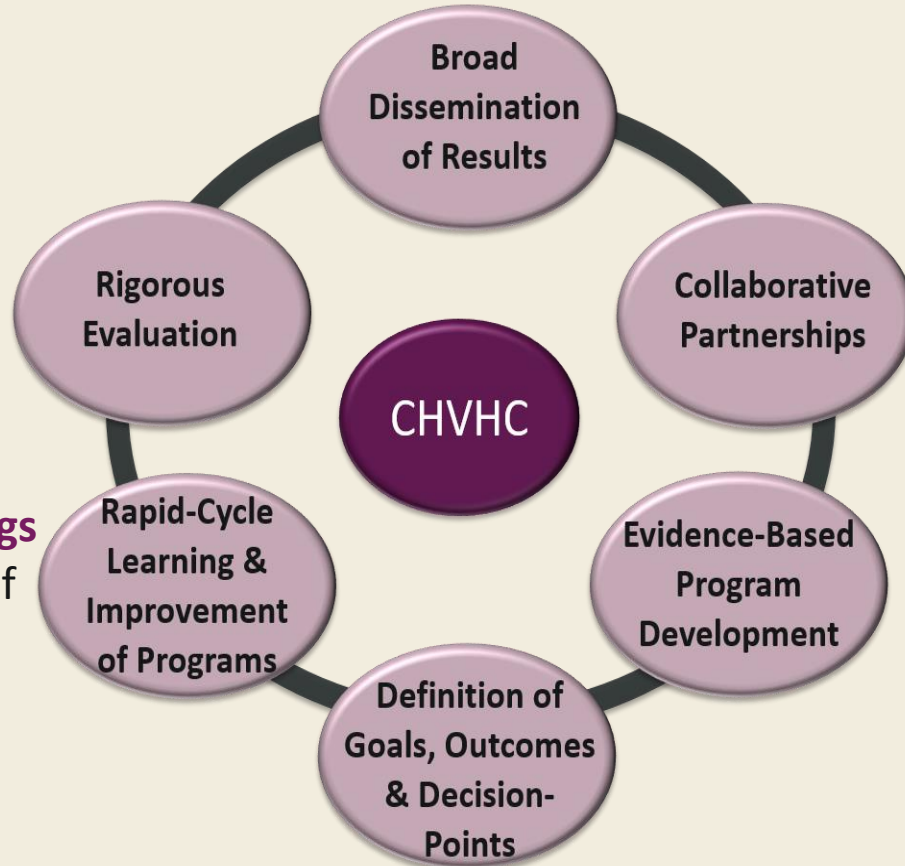 Broad
Dissemination
of Results
Collaborative
Partnerships
Evidence-Based
Program
Development
Definition of
Goals, Outcomes
& Decision-
Points
Rapid-Cycle
Learning &
Improvement
of Programs
Rigorous
Evaluation
CHVHC
gs
f